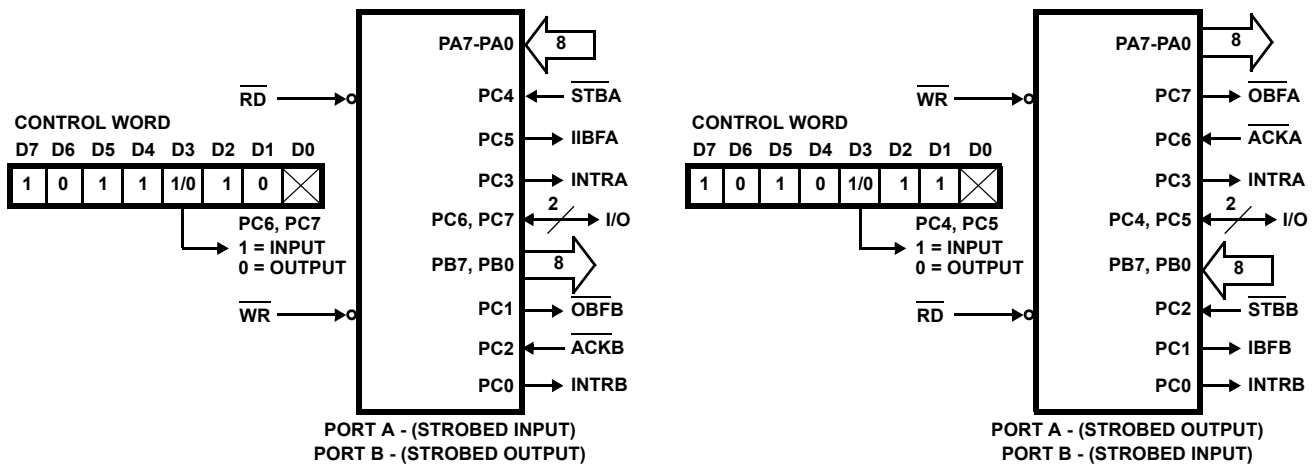 PA7-PA0
8
RD
PC4
STBA
CONTROL WORD
PC5
IIBFA
D7 D6 D5 D4 D3 D2 D1 D0
1 0 1 1 1/0 1 0
PC3
INTRA
PC6, PC7
1 = INPUT
0 = OUTPUT
PC6, PC7
2
I/O
PB7, PB0
8
WR
PC1
OBFB
PC2
ACKB
PC0
INTRB
PORT A - (STROBED INPUT)
PORT B - (STROBED OUTPUT)
PA7-PA0
8
WR
PC7
OBFA
CONTROL WORD
PC6
ACKA
D7 D6 D5 D4 D3 D2 D1 D0
1 0 1 0 1/0 1 1
PC3
INTRA
PC4, PC5
1 = INPUT
0 = OUTPUT
PC4, PC5
2
I/O
PB7, PB0
8
RD
PC2
STBB
PC1
IBFB
PC0
INTRB
PORT A - (STROBED OUTPUT)
PORT B - (STROBED INPUT)